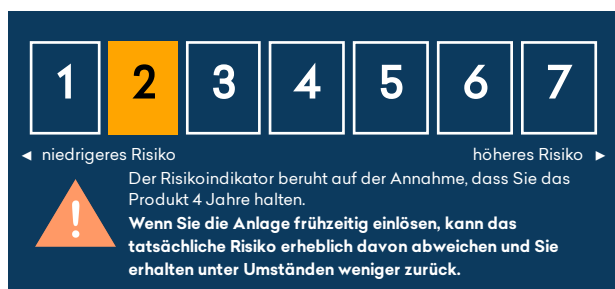 1 2 3 4 5 6 7
◄ niedrigeres Risiko höheres Risiko ►
Der Risikoindikator beruht auf der Annahme, dass Sie das
Produkt 4 Jahre halten.
Wenn Sie die Anlage frühzeitig einlösen, kann das
tatsächliche Risiko erheblich davon abweichen und Sie
erhalten unter Umständen weniger zurück.